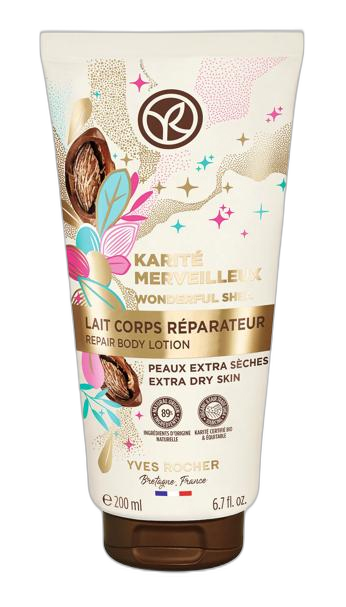 KARITÉ
MERVEILLEUX
WONDERFUL SHEA
LAIT CORPS RÉPARATEUR
REPAIR BODY LOTION
PEAUX EXTRA SÈCHES
EXTRA DRY SKIN
89%
INGRÉDIENTS D'ORIGINE
NATURELLE
KARITÉ CERTIFIÉ BIO
& ÉQUITABLE
YVES ROCHER
Bretagne, France
℮ 200 ml 6.7 fl. oz.